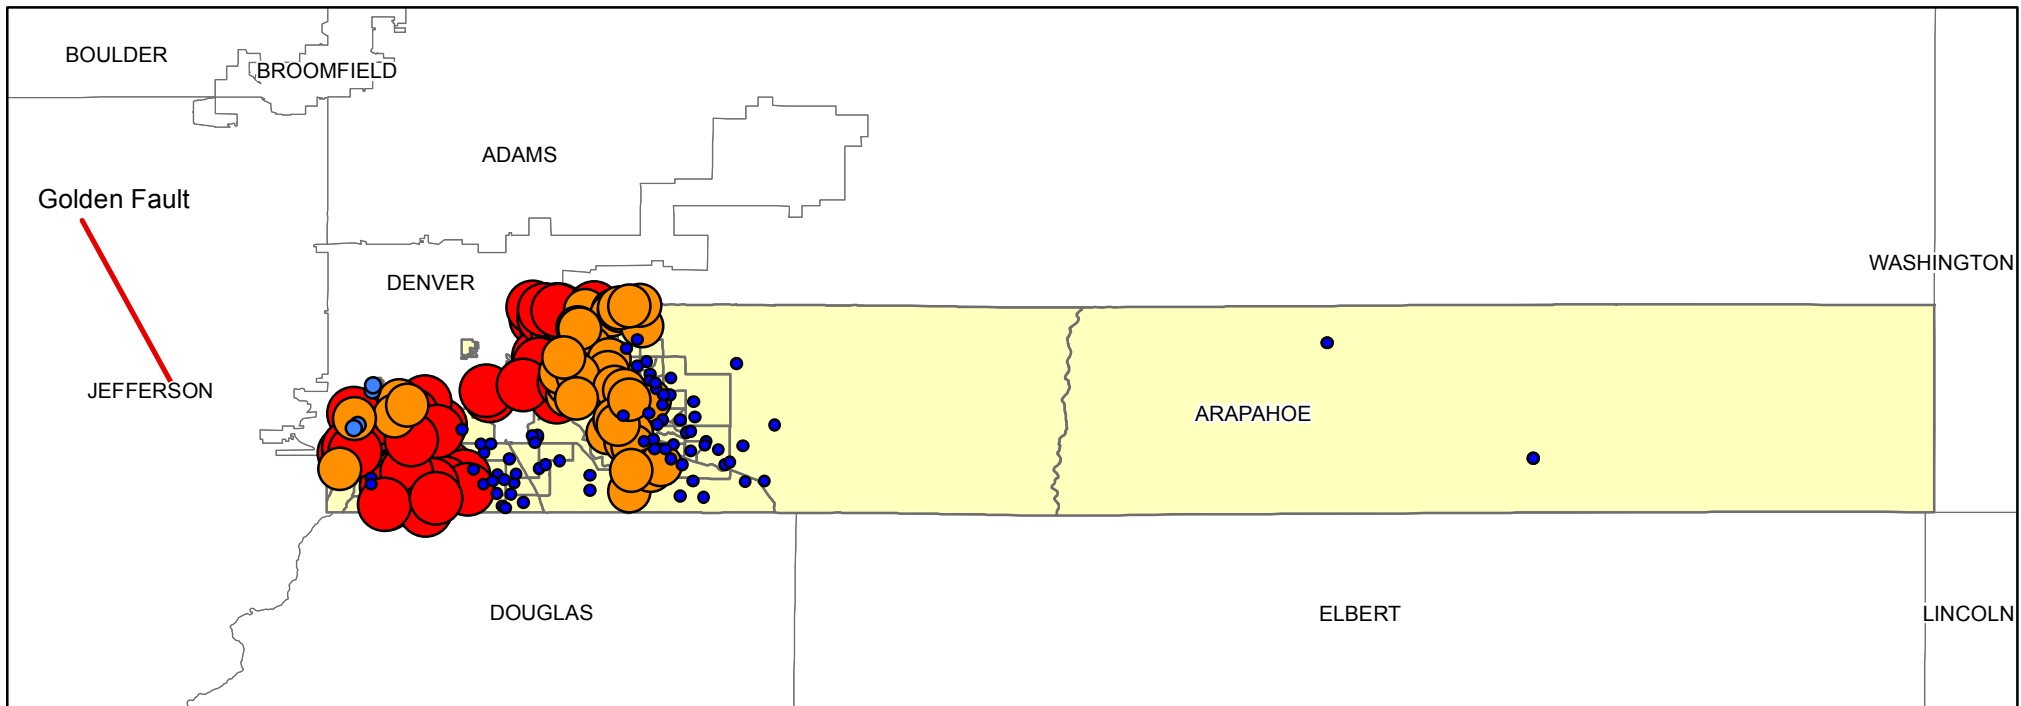 BOULDER
BROOMFIELD
ADAMS
Golden Fault
WASHINGTON
DENVER
JEFFERSON
ARAPAHOE
DOUGLAS
ELBERT
LINCOLN